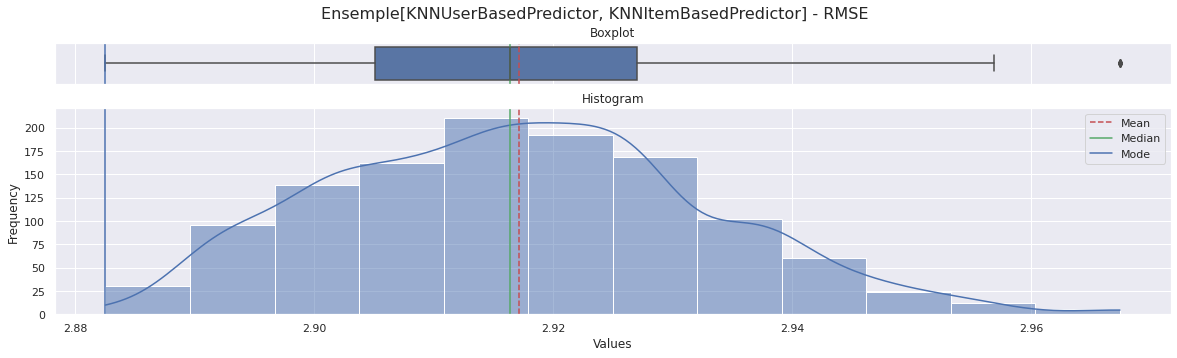 Ensemple[KNNUserBasedPredictor, KNNItemBasedPredictor] - RMSE
Boxplot
Histogram
Mean
Median
Mode
Frequency
200
175
150
125
100
75
50
25
0
2.88
2.90
2.92
2.94
2.96
Values